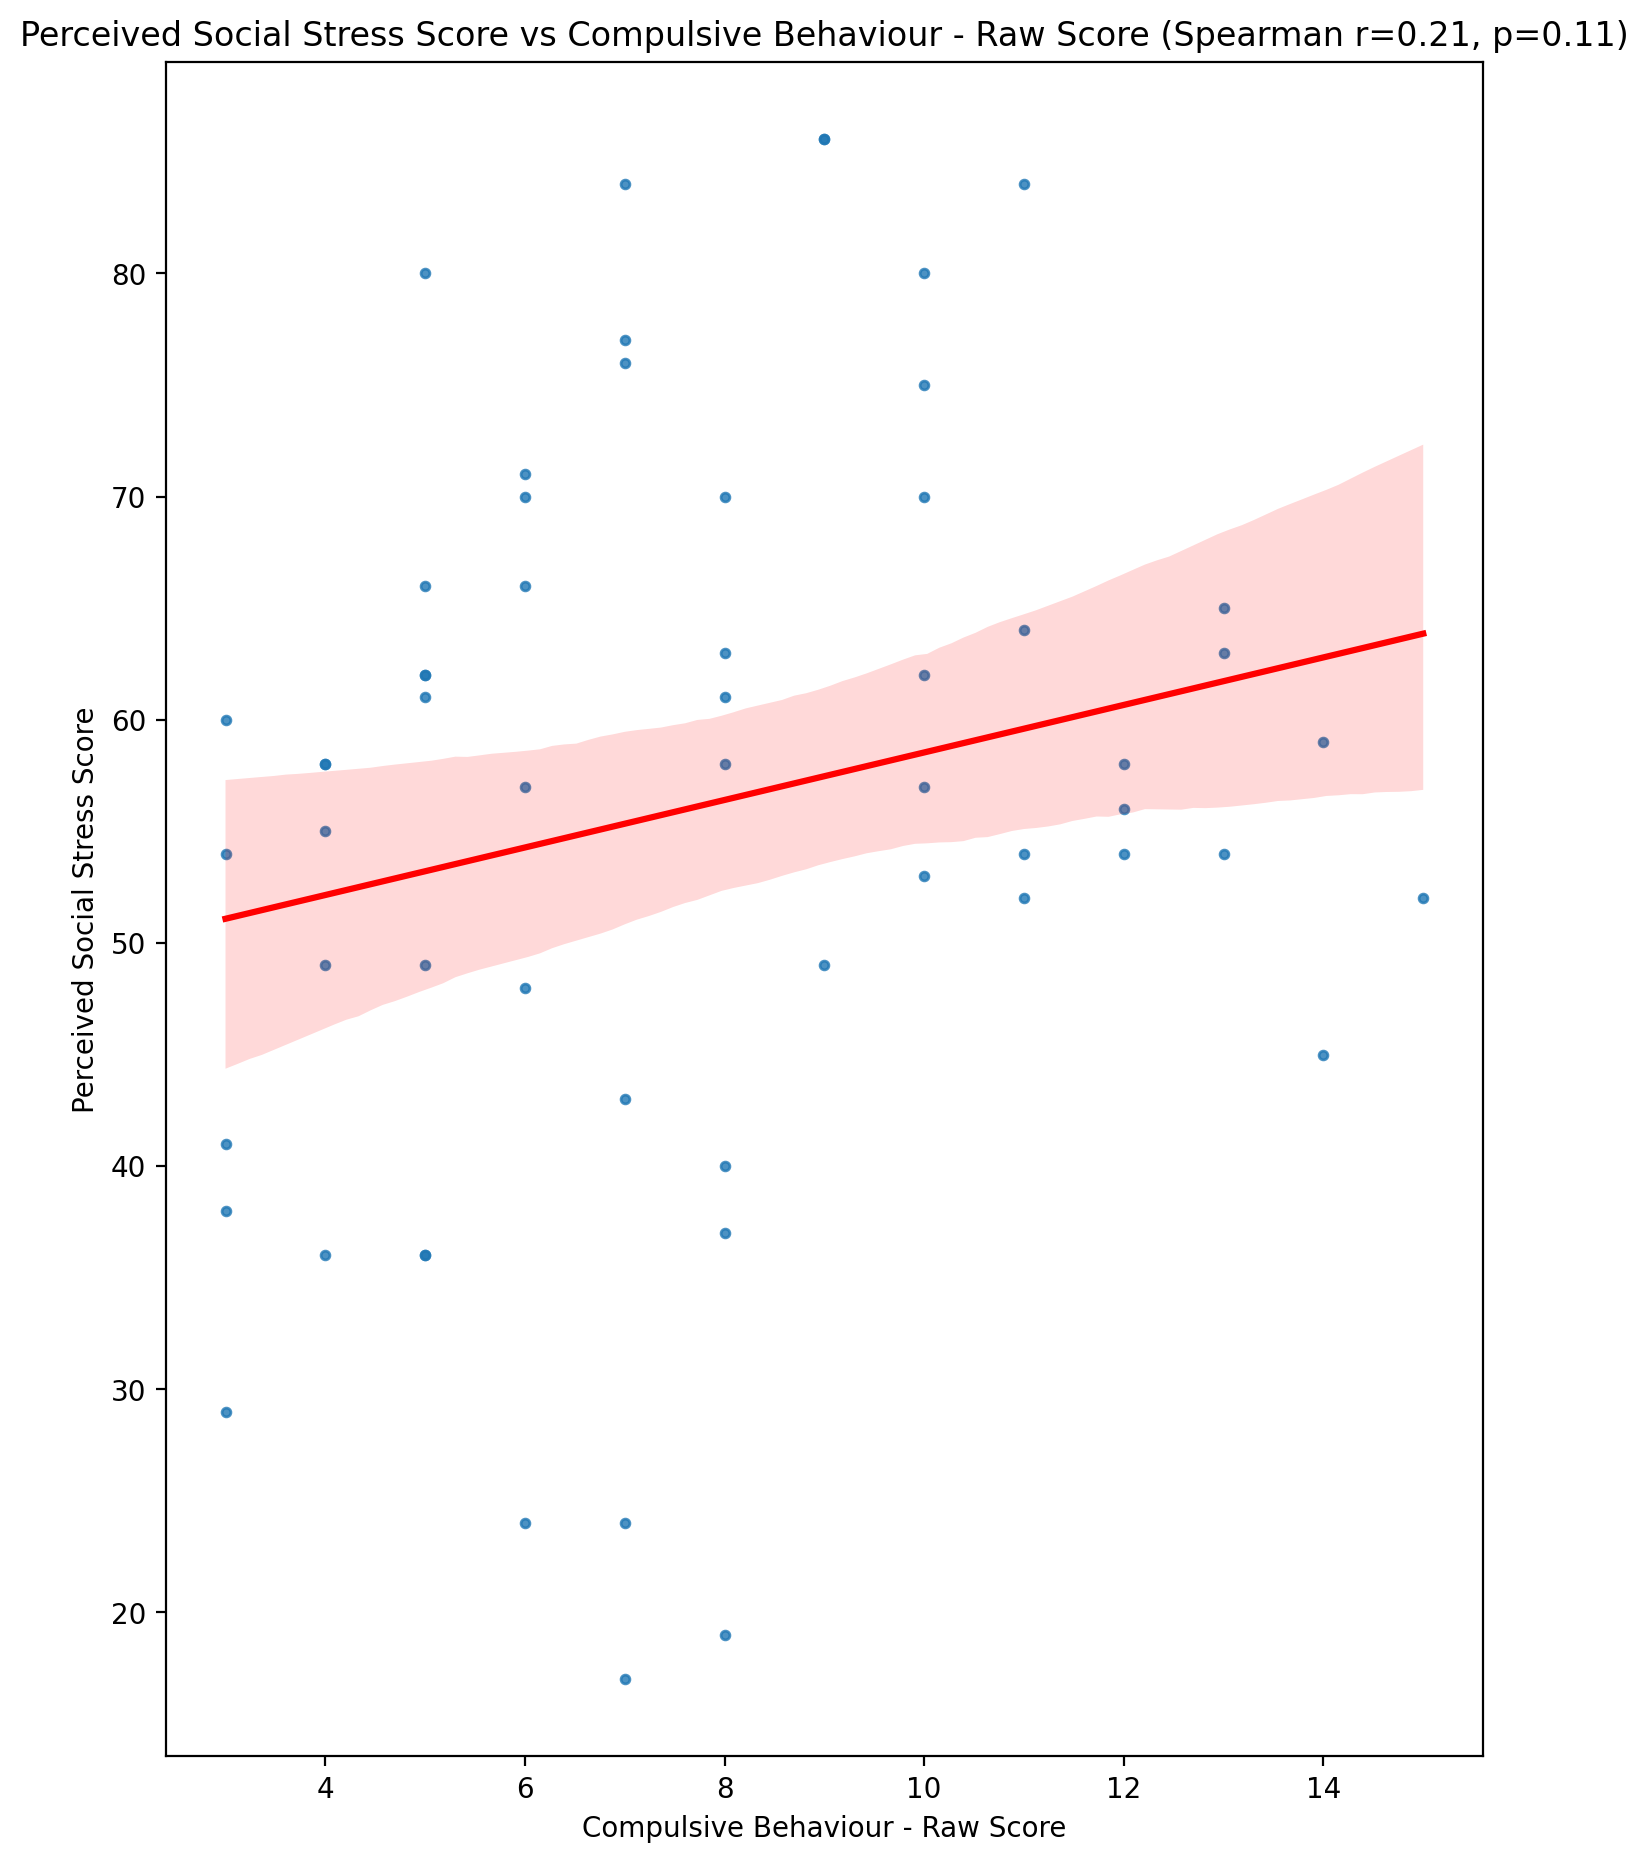 Perceived Social Stress Score vs Compulsive Behaviour - Raw Score (Spearman r=0.21, p=0.11)
80
70
60
50
40
30
20
Perceived Social Stress Score
4 6 8 10 12 14
Compulsive Behaviour - Raw Score